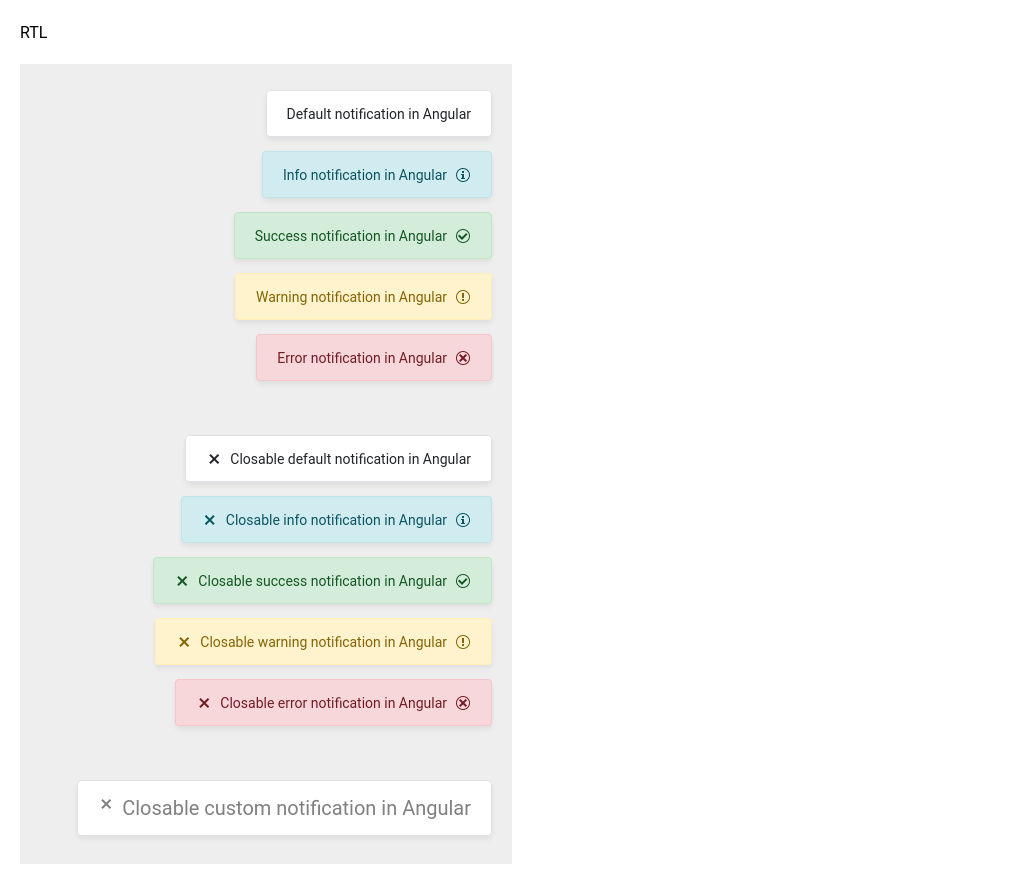 RTL
Default notification in Angular
Info notification in Angular
Success notification in Angular
Warning notification in Angular
Error notification in Angular
Closable default notification in Angular
Closable info notification in Angular
Closable success notification in Angular
Closable warning notification in Angular
Closable error notification in Angular
Closable custom notification in Angular